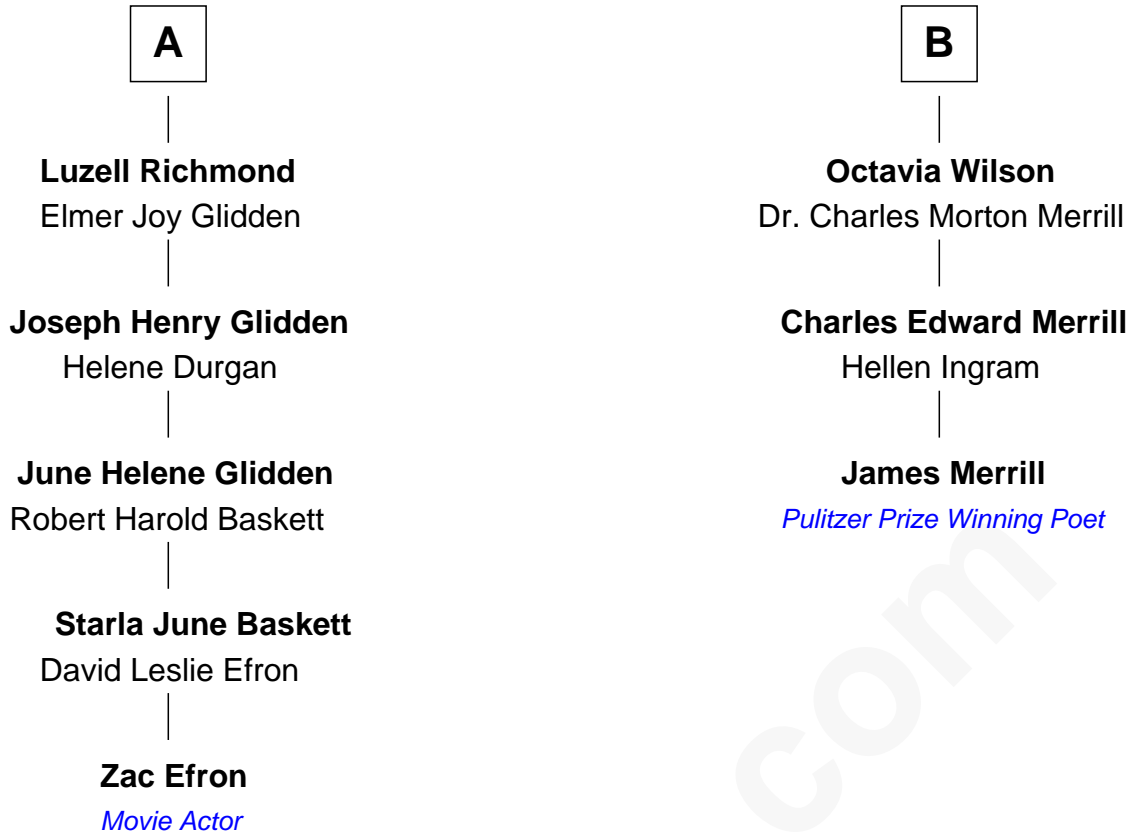 A
Luzell Richmond
Elmer Joy Glidden
Joseph Henry Glidden
Helene Durgan
June Helene Glidden
Robert Harold Baskett
Starla June Baskett
David Leslie Efron
Zac Efron
Movie Actor
B
Octavia Wilson
Dr. Charles Morton Merrill
Charles Edward Merrill
Hellen Ingram
James Merrill
Pulitzer Prize Winning Poet
com